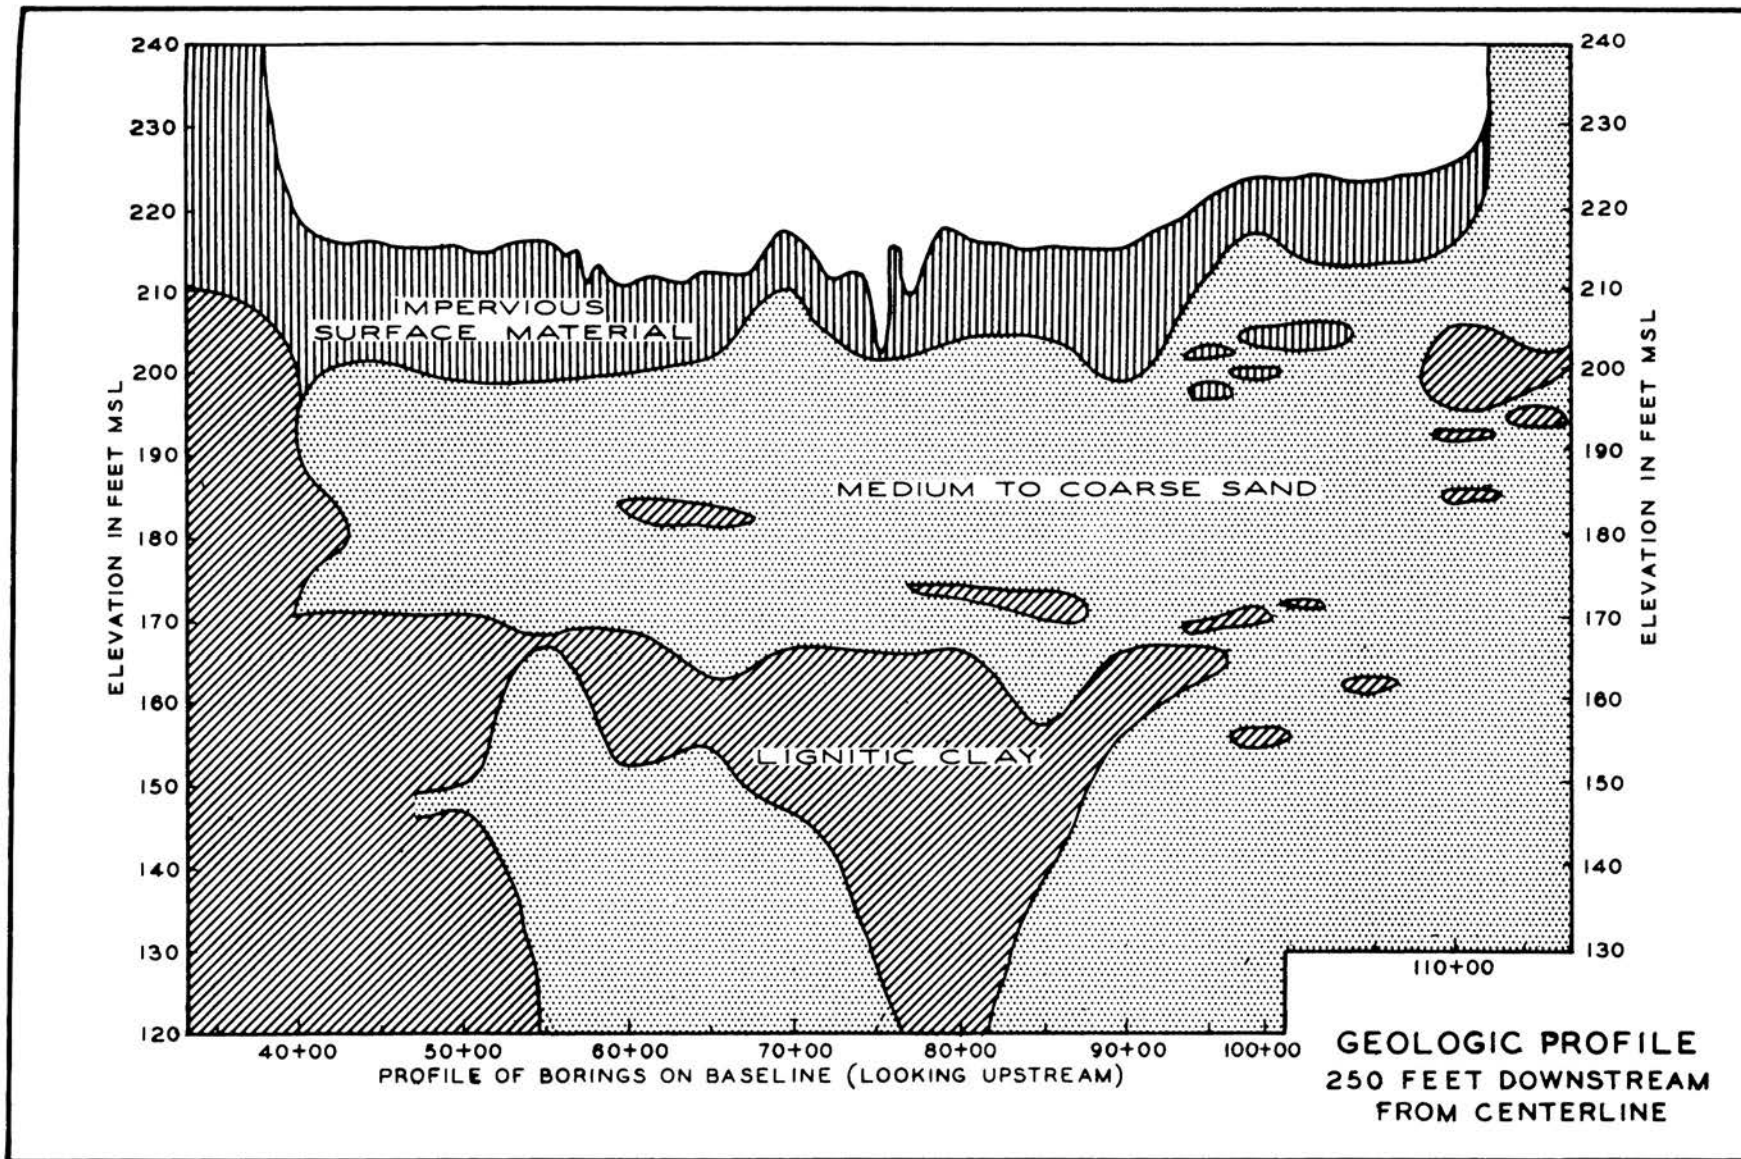 240
230
220
210
200
190
180
170
160
150
140
130
120
ELEVATION IN FEET MSL
IMPERVIOUS
SURFACE MATERIAL
MEDIUM TO COARSE SAND
LIGNITIC CLAY
240
230
220
210
200
190
180
170
160
150
140
130
ELEVATION IN FEET MSL
110+00
40+00 50+00 60+00 70+00 80+00 90+00 100+00
PROFILE OF BORINGS ON BASELINE (LOOKING UPSTREAM)
GEOLOGIC PROFILE
250 FEET DOWNSTREAM
FROM CENTERLINE